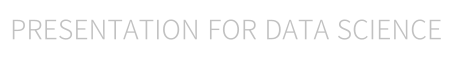 PRESENTATION FOR DATA SCIENCE